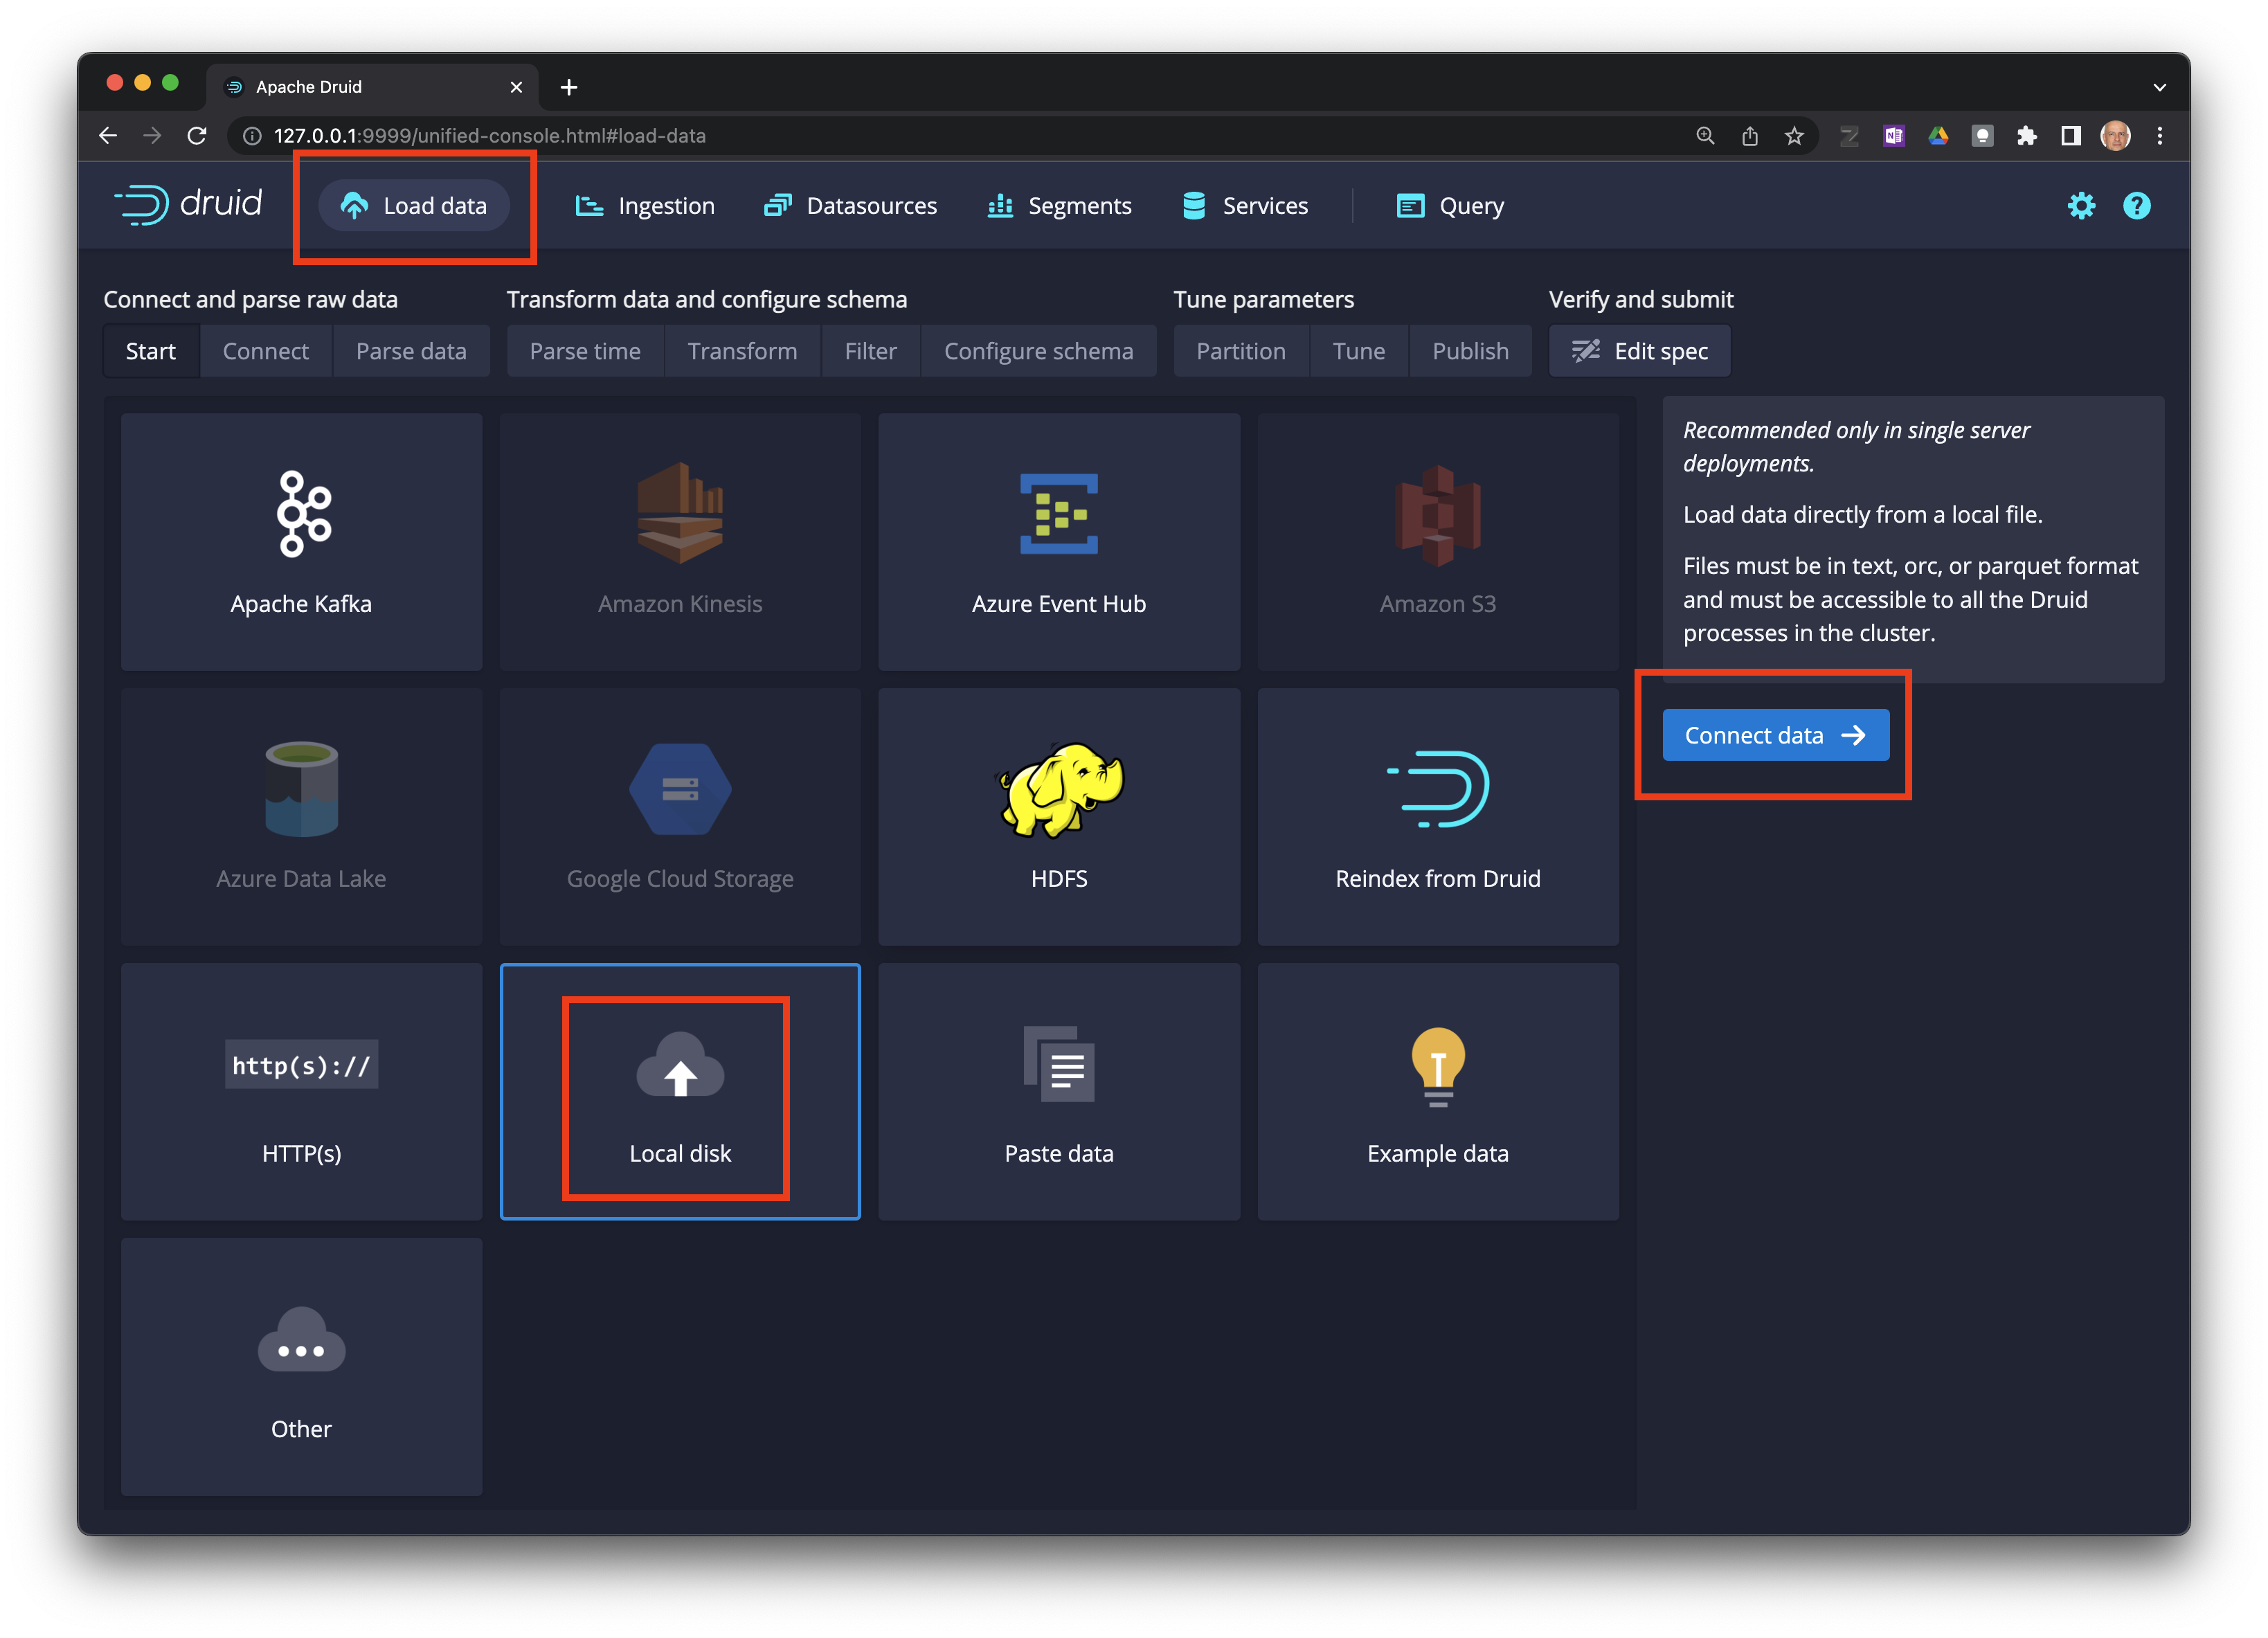 Apache Druid
127.0.0.1:9999/unified-console.html#load-data
druid
Load data
Ingestion
Datasources
Segments
Services
Query
Connect and parse raw data
Transform data and configure schema
Tune parameters
Verify and submit
Start
Connect
Parse data
Parse time
Transform
Filter
Configure schema
Partition
Tune
Publish
Edit spec
Apache Kafka
Amazon Kinesis
Azure Event Hub
Amazon S3
Azure Data Lake
Google Cloud Storage
HDFS
Reindex from Druid
http(s)://
HTTP(s)
Local disk
Paste data
Example data
Other
Recommended only in single server
deployments.
Load data directly from a local file.
Files must be in text, orc, or parquet format
and must be accessible to all the Druid
processes in the cluster.
Connect data